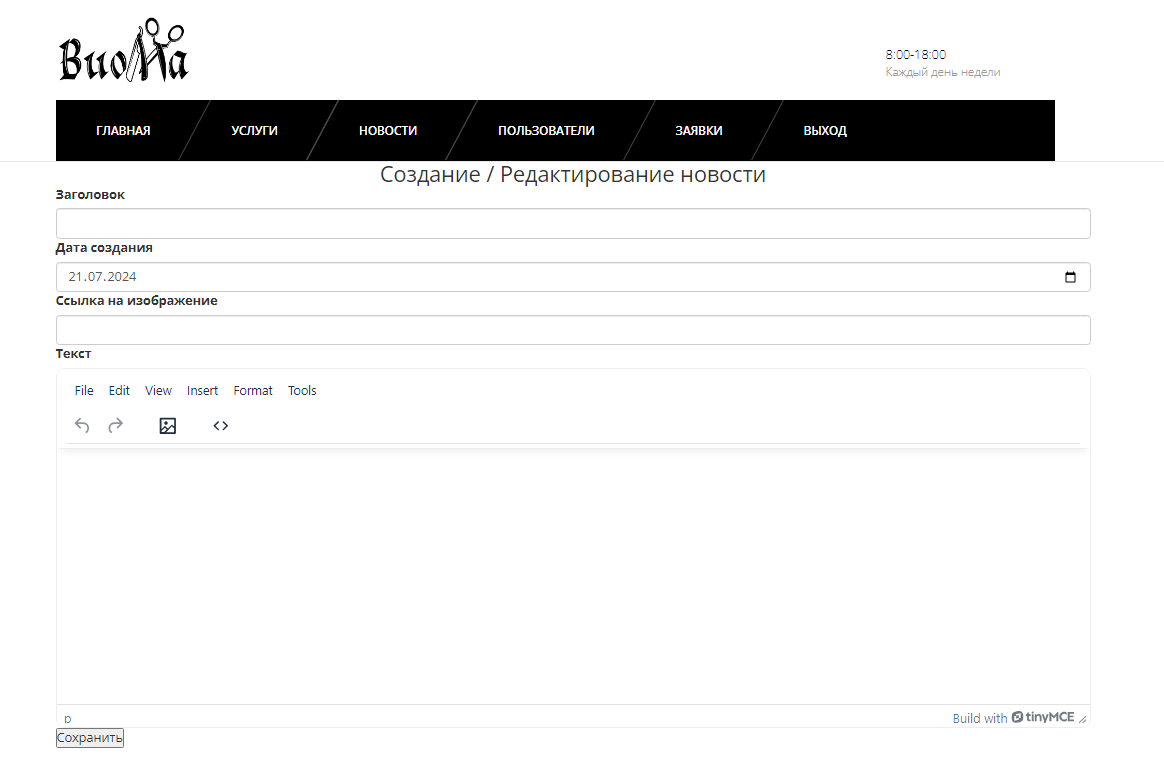 ВиоЛа
8:00-18:00
Каждый день недели
ГЛАВНАЯ УСЛУГИ НОВОСТИ ПОЛЬЗОВАТЕЛИ ЗАЯВКИ ВЫХОД
Создание / Редактирование новости
Заголовок
Дата создания
21.07.2024
Ссылка на изображение
Текст
File Edit View Insert Format Tools
p
Build with tinyMCE
Сохранить